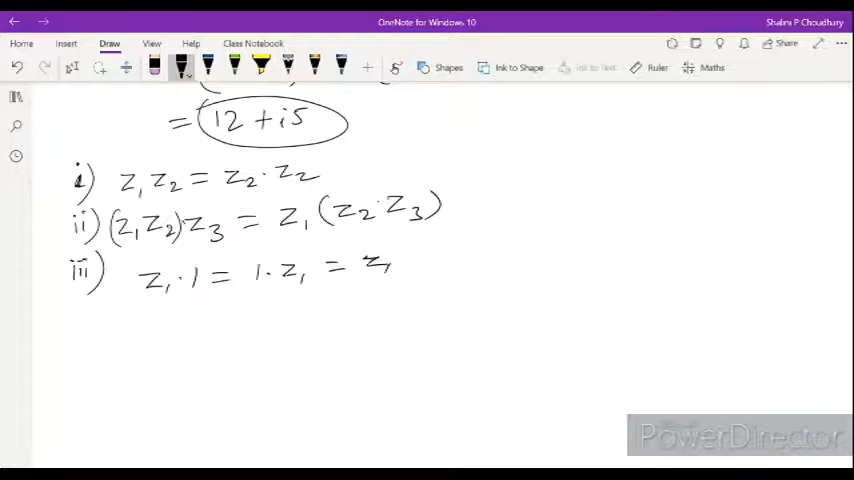 OneNote for Windows 10
Shalini P Choudhary
Home Insert Draw View Help Class Notebook Share
Shapes Ink to Shape Ink to Text Ruler Maths
= 12 + i5
i) z₁z₂ = z₂·z₂
ii) (z₁z₂)·z₃ = z₁(z₂·z₃)
iii) z₁·1 = 1·z₁ = z₁
PowerDirector